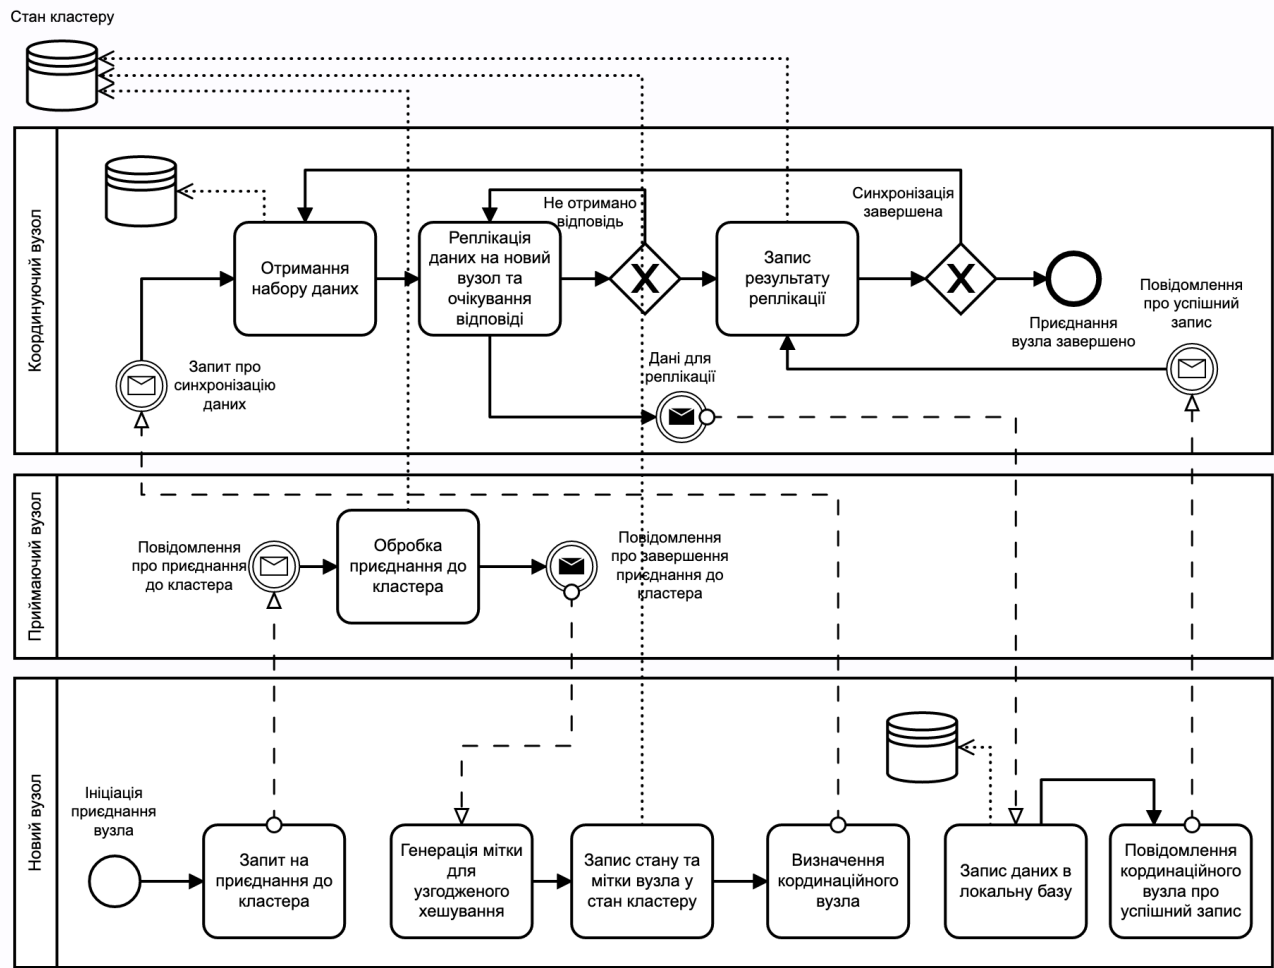 Стан кластеру
Координуючий вузол
Отримання
набору даних
Реплікація
даних на новий
вузол та
очікування
відповіді
Не отримано
відповідь
X
Запис
результату
реплікації
Синхронізація
завершена
X
Приєднання
вузла завершено
Повідомлення
про успішний
запис
Запит про
синхронізацію
даних
Дані для
реплікації
Приймаючий вузол
Повідомлення
про приєднання
до кластера
Обробка
приєднання до
кластера
Повідомлення
про завершення
приєднання до
кластера
Новий вузол
Ініціація
приєднання
вузла
Запит на
приєднання до
кластера
Генерація мітки
для
узгодженого
хешування
Запис стану та
мітки вузла у
стан кластеру
Визначення
кординаційного
вузла
Запис даних в
локальну базу
Повідомлення
кординаційного
вузла про
успішний запис